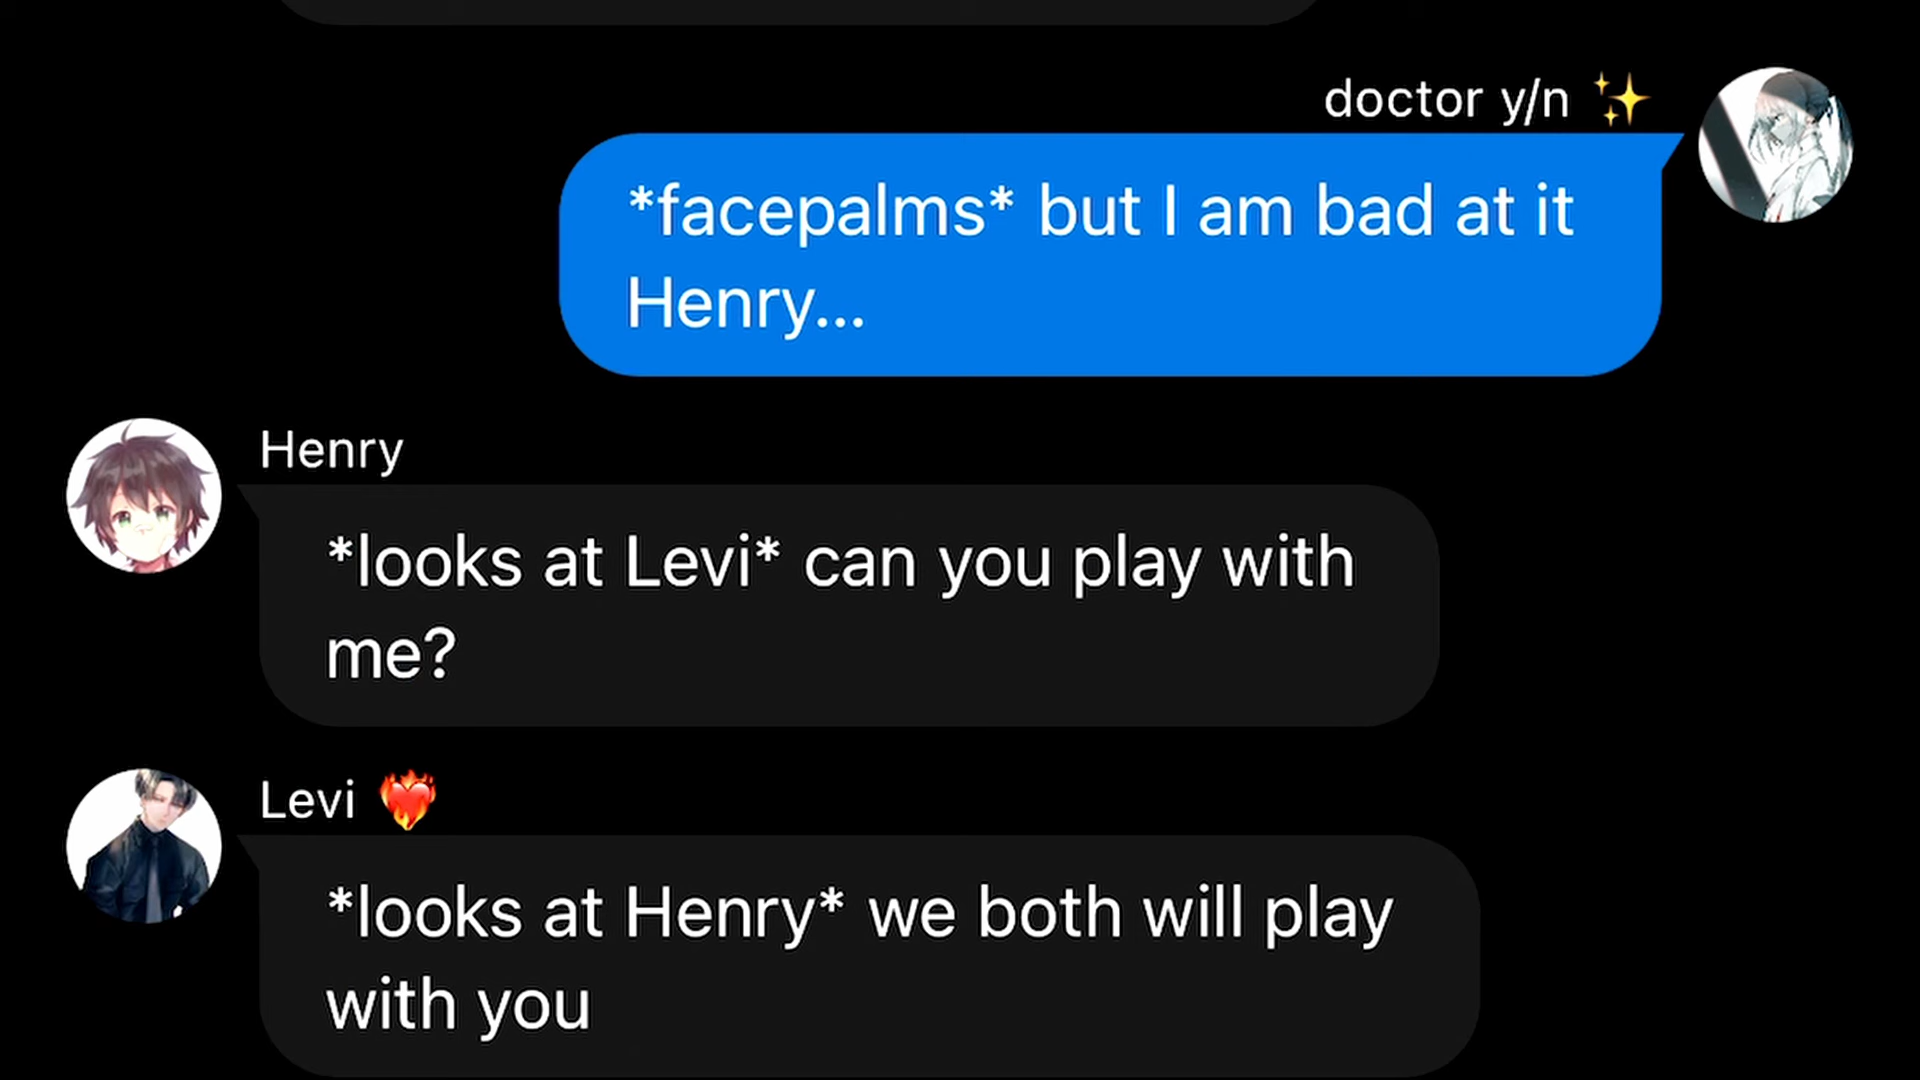 doctor y/n ✨
*facepalms* but I am bad at it
Henry...
Henry
*looks at Levi* can you play with
me?
Levi ❤️‍🔥
*looks at Henry* we both will play
with you